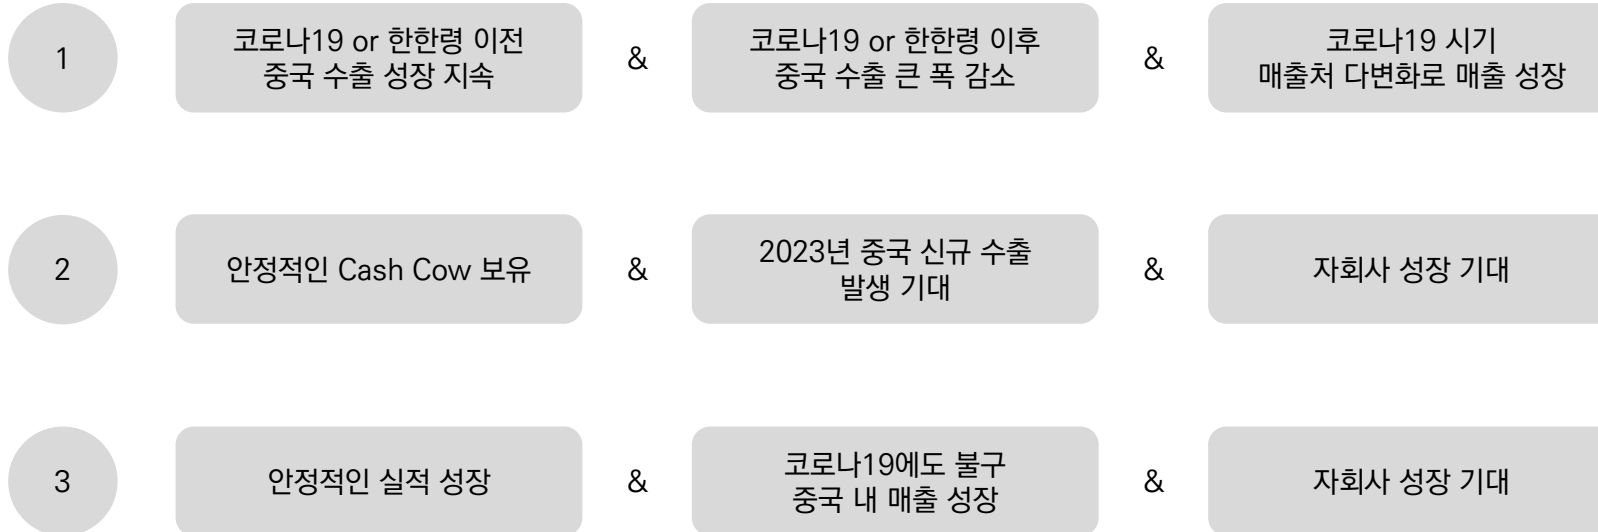 1
코로나19 or 한한령 이전
중국 수출 성장 지속
&
코로나19 or 한한령 이후
중국 수출 큰 폭 감소
&
코로나19 시기
매출처 다변화로 매출 성장
2
안정적인 Cash Cow 보유
&
2023년 중국 신규 수출
발생 기대
&
자회사 성장 기대
3
안정적인 실적 성장
&
코로나19에도 불구
중국 내 매출 성장
&
자회사 성장 기대